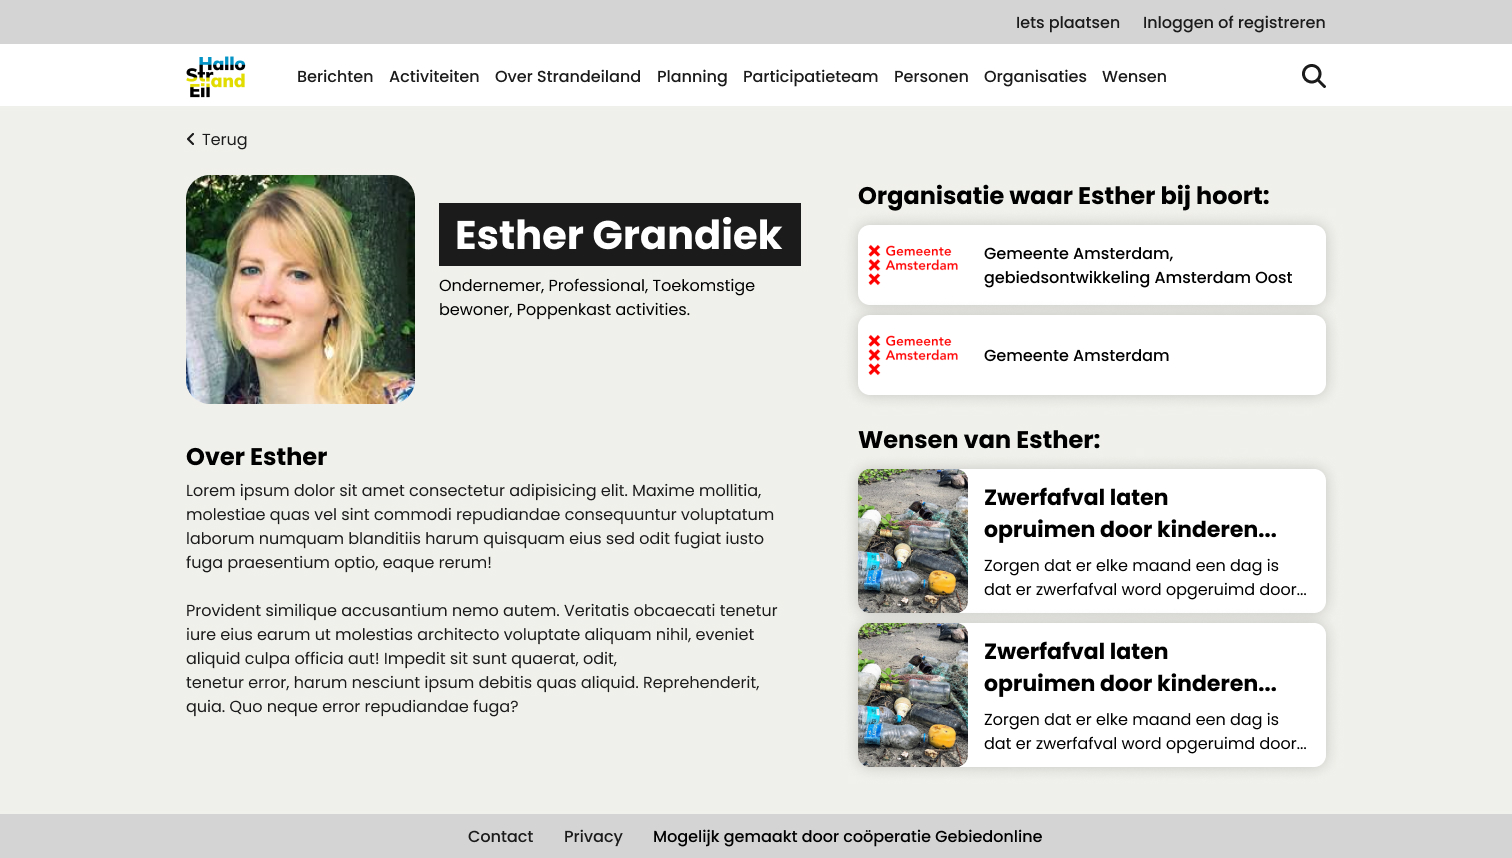 Iets plaatsen Inloggen of registreren
Hallo
Strand
Eil
Berichten Activiteiten Over Strandeiland Planning Participatieteam Personen Organisaties Wensen
Terug
Esther Grandiek
Ondernemer, Professional, Toekomstige
bewoner, Poppenkast activities.
Over Esther
Lorem ipsum dolor sit amet consectetur adipisicing elit. Maxime mollitia,
molestiae quas vel sint commodi repudiandae consequuntur voluptatum
laborum numquam blanditiis harum quisquam eius sed odit fugiat iusto
fuga praesentium optio, eaque rerum!
Provident similique accusantium nemo autem. Veritatis obcaecati tenetur
iure eius earum ut molestias architecto voluptate aliquam nihil, eveniet
aliquid culpa officia aut! Impedit sit sunt quaerat, odit,
tenetur error, harum nesciunt ipsum debitis quas aliquid. Reprehenderit,
quia. Quo neque error repudiandae fuga?
Organisatie waar Esther bij hoort:
Gemeente
Amsterdam
Gemeente Amsterdam,
gebiedsontwikkeling Amsterdam Oost
Gemeente
Amsterdam
Gemeente Amsterdam
Wensen van Esther:
Zwerfafval laten
opruimen door kinderen...
Zorgen dat er elke maand een dag is
dat er zwerfafval word opgeruimd door...
Zwerfafval laten
opruimen door kinderen...
Zorgen dat er elke maand een dag is
dat er zwerfafval word opgeruimd door...
Contact Privacy Mogelijk gemaakt door coöperatie Gebiedonline